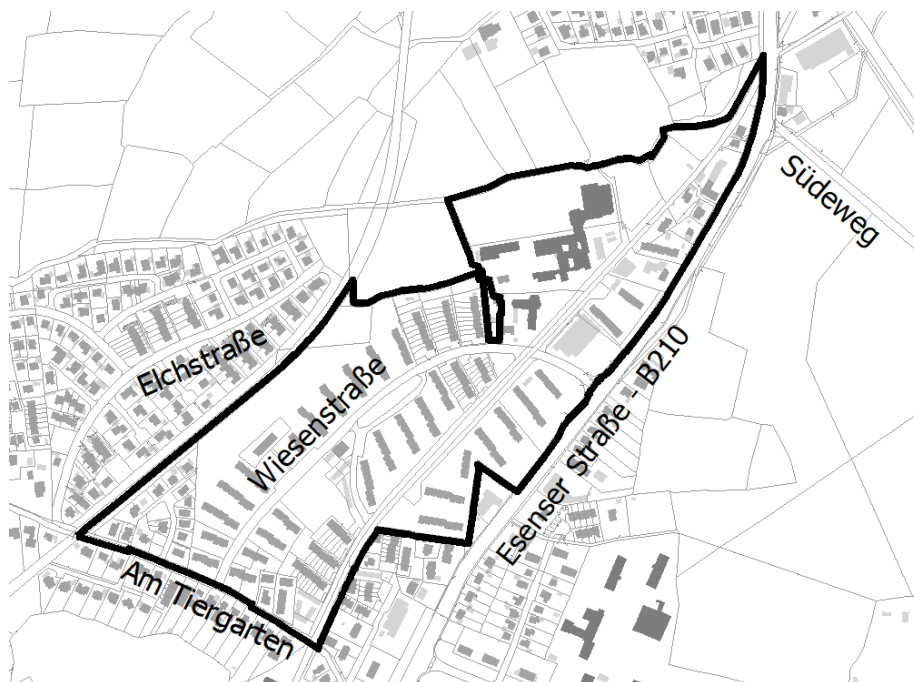 Südeweg
Elchstraße
Wiesenstraße
Esenser Straße - B210
Am Tiergarten